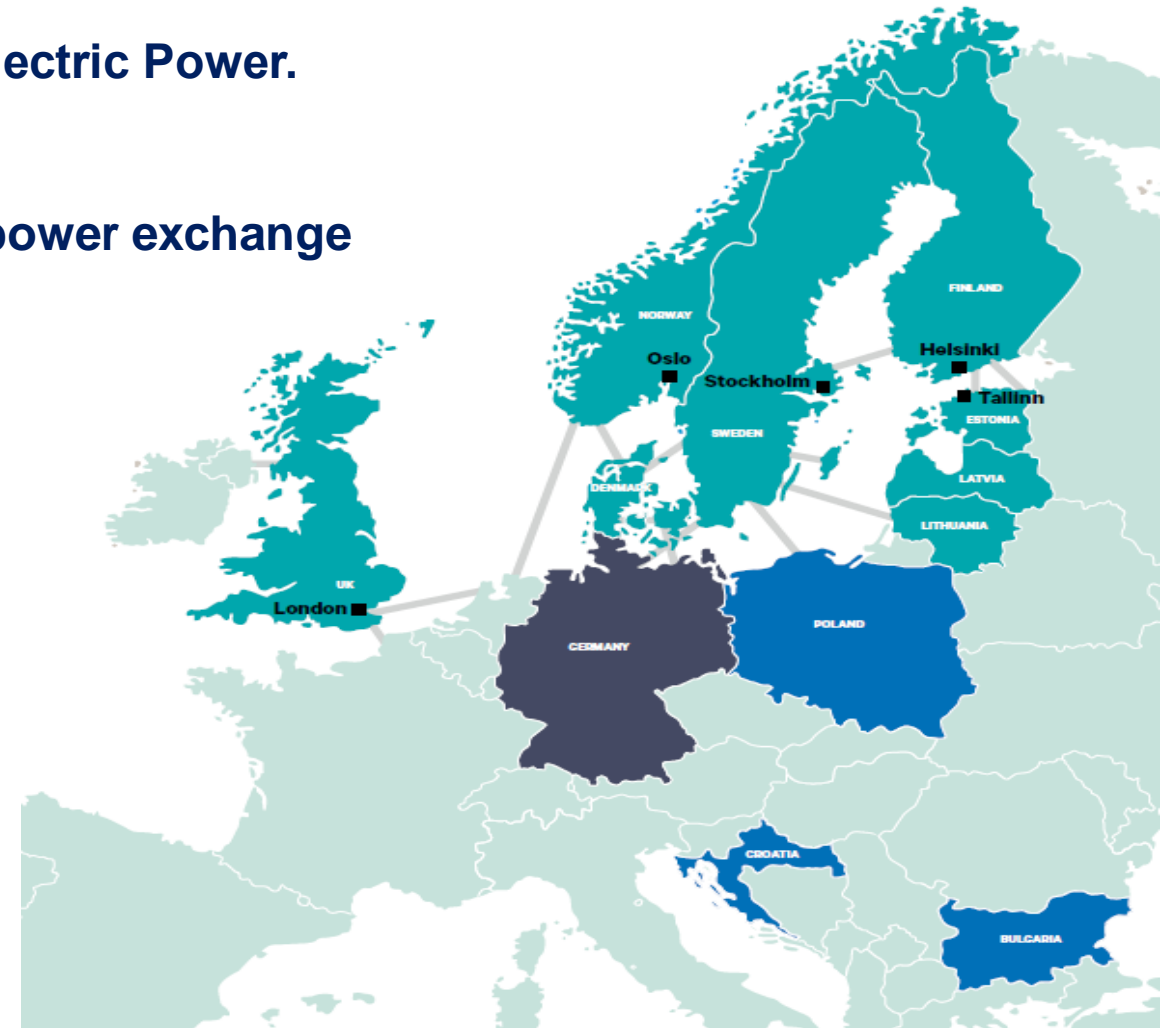 lectric Power.
power exchange
FINLAND
NORWAY
Oslo
Helsinki
Stockholm
Tallinn
ESTONIA
SWEDEN
LATVIA
DENMARK
LITHUANIA
UK
London
POLAND
GERMANY
CROATIA
BULGARIA